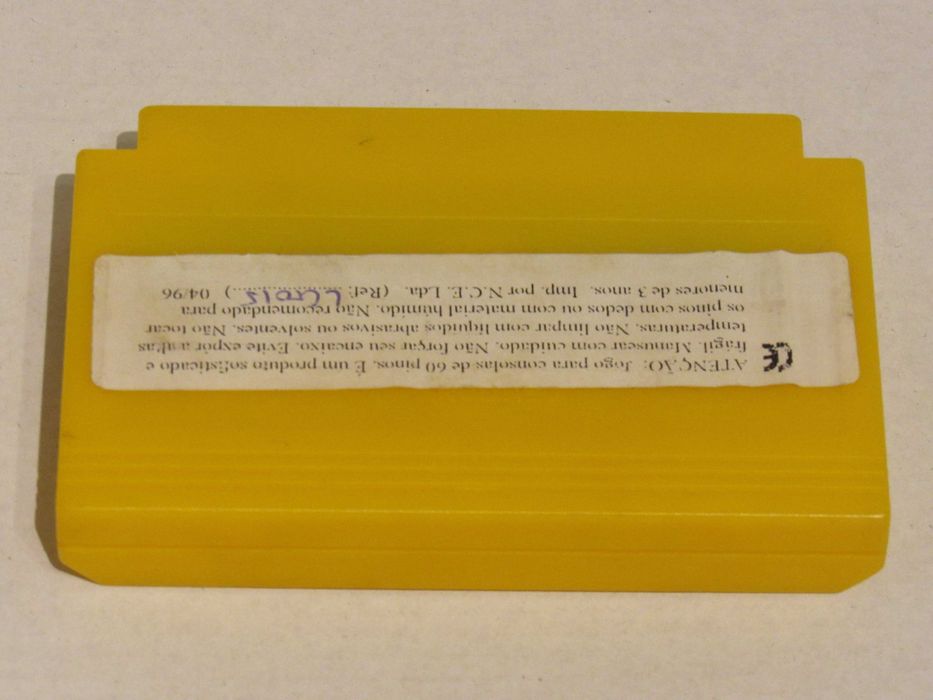 CE
ATENÇÃO: Jogo para consolas de 60 pinos. É um produto sofisticado e
frágil. Manusear com cuidado. Não forçar seu encaixo. Evite expór a altas
temperaturas. Não limpar com líquidos abrasivos ou solventes. Não tocar
os pinos com dedos ou com material húmido. Não recomendado para
menores de 3 anos. Imp. por N.C.E. Lda. (Ref. ....................) 04/96